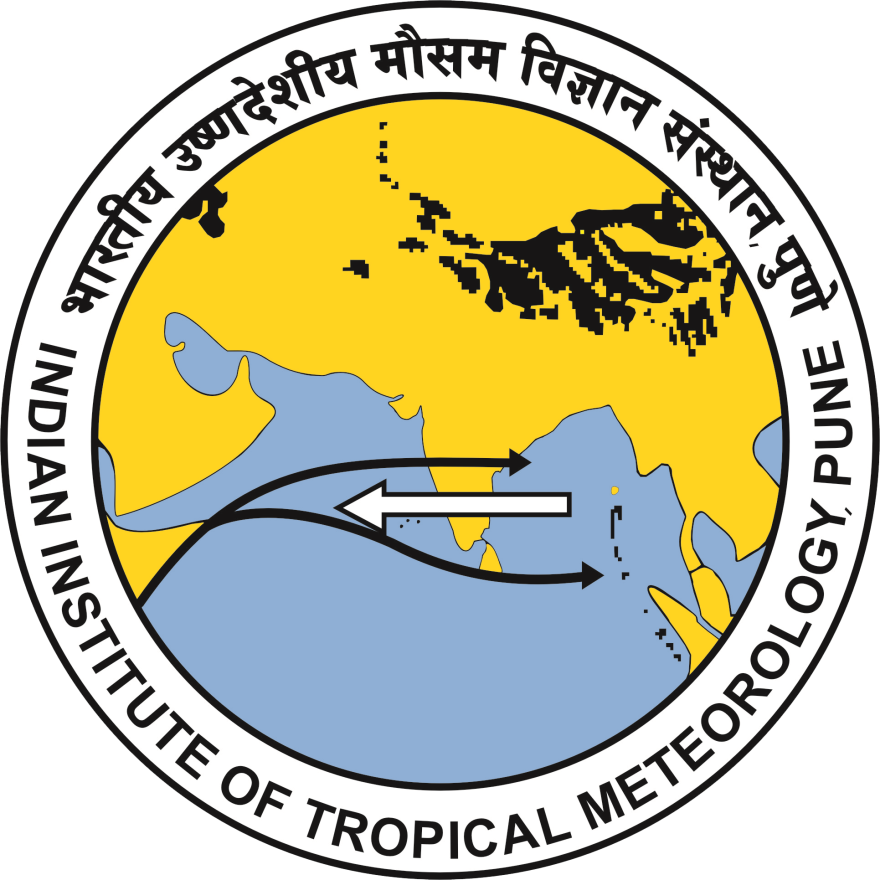 भारतीय उष्णदेशीय मौसम विज्ञान संस्थान, पुणे
INDIAN INSTITUTE OF TROPICAL METEOROLOGY, PUNE